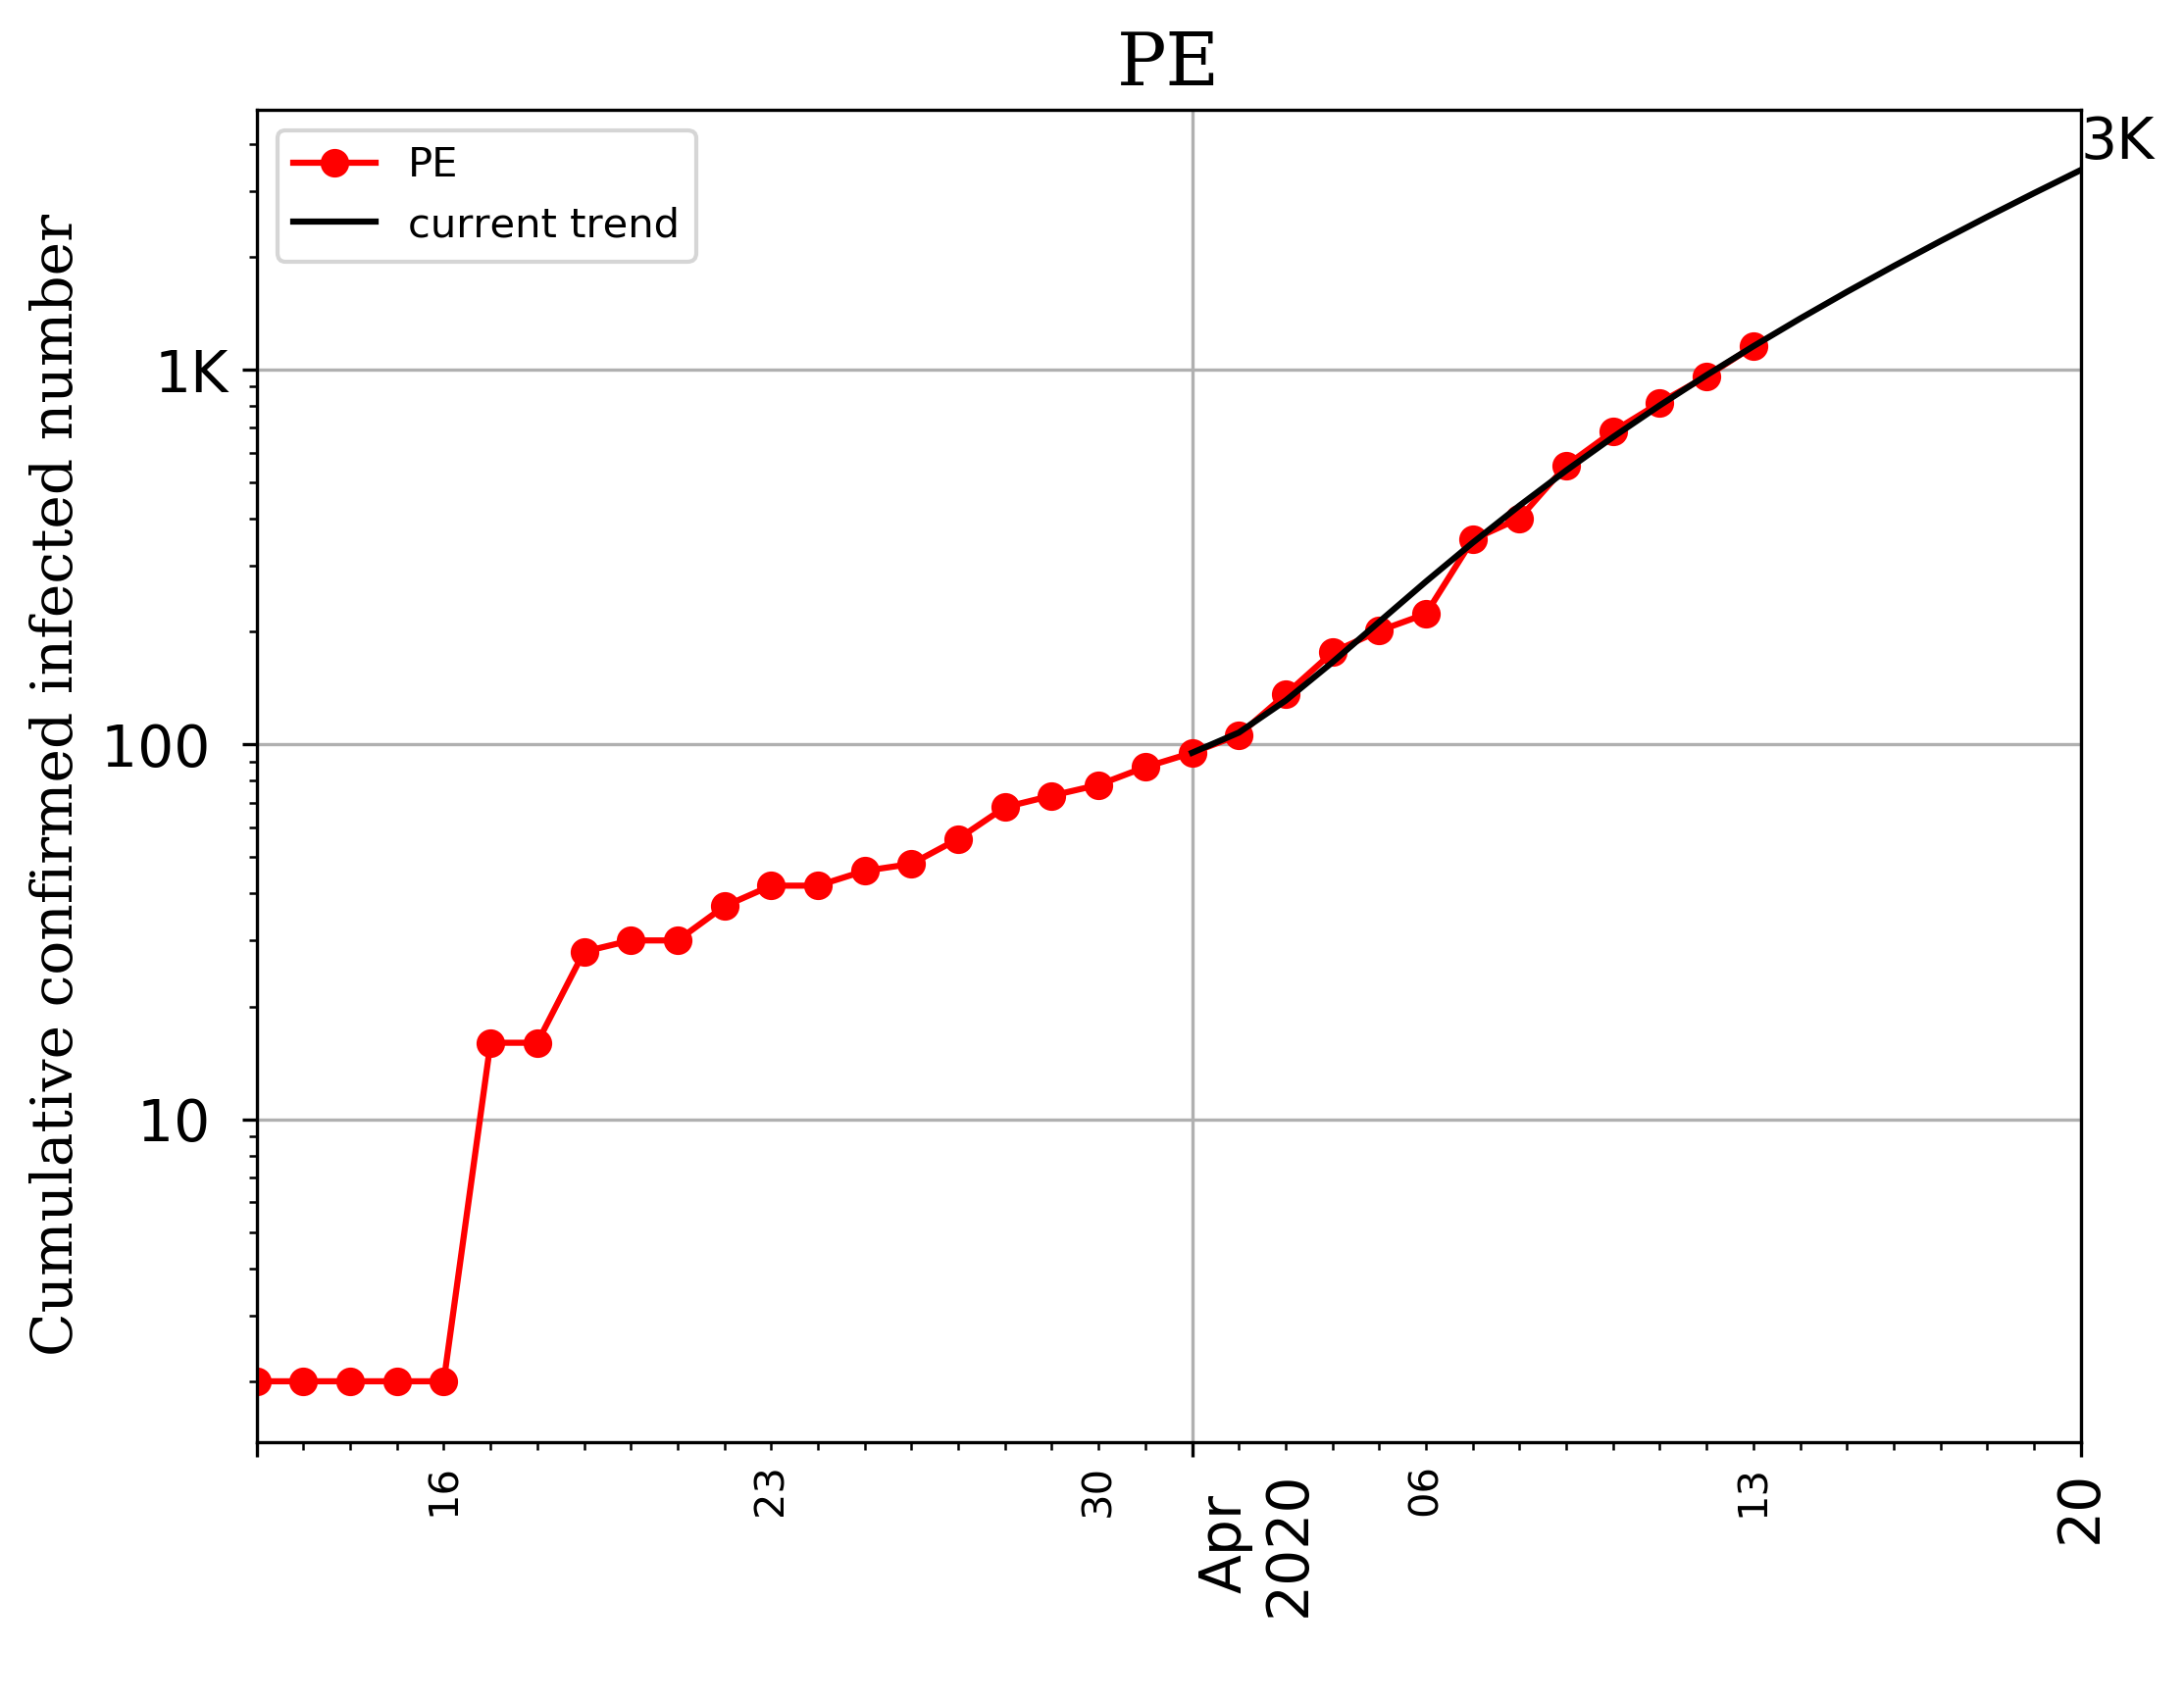 PE
3K
PE
current trend
Cumulative confirmed infected number
1K
100
10
16
23
30
Apr
2020
06
13
20